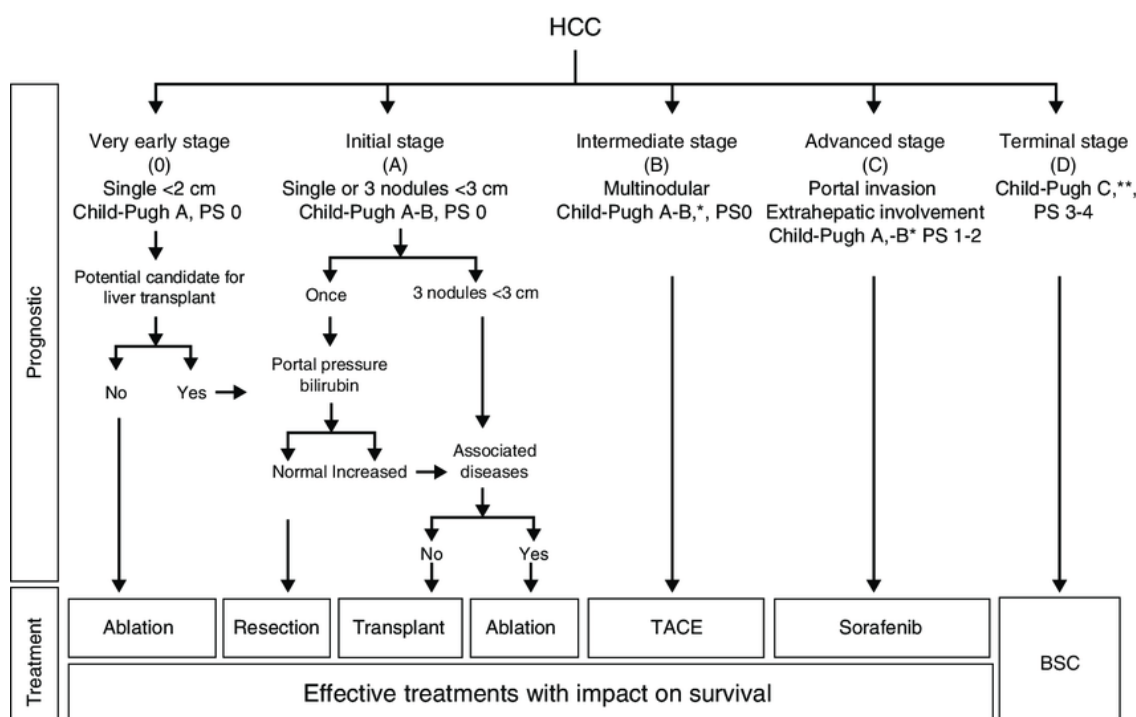 HCC
Prognostic
Very early stage
(0)
Single <2 cm
Child-Pugh A, PS 0
Potential candidate for
liver transplant
No
Yes
Initial stage
(A)
Single or 3 nodules <3 cm
Child-Pugh A-B, PS 0
Once
3 nodules <3 cm
Portal pressure
bilirubin
Normal Increased
Associated
diseases
No
Yes
Intermediate stage
(B)
Multinodular
Child-Pugh A-B,*, PS0
Advanced stage
(C)
Portal invasion
Extrahepatic involvement
Child-Pugh A,-B* PS 1-2
Terminal stage
(D)
Child-Pugh C,**,
PS 3-4
Treatment
Ablation
Resection
Transplant
Ablation
TACE
Sorafenib
BSC
Effective treatments with impact on survival